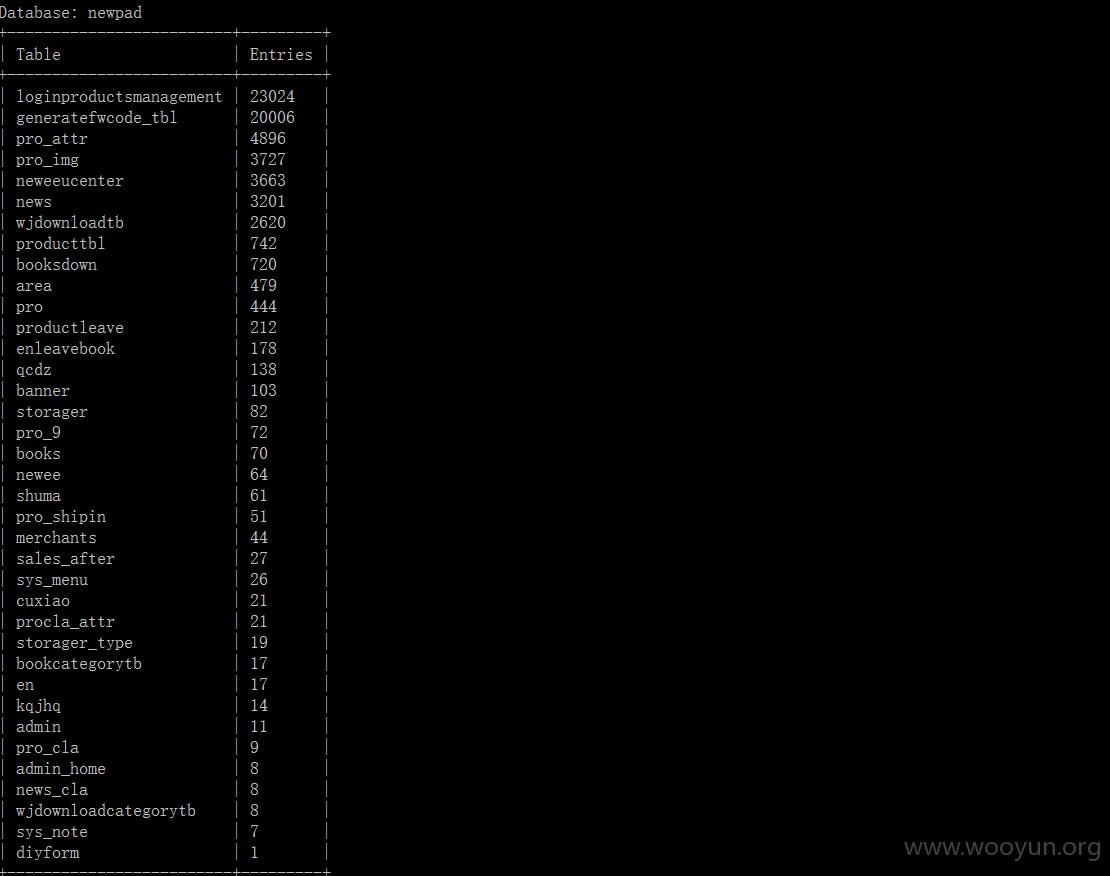 Database: newpad
+-------------------------+---------+
| Table | Entries |
+-------------------------+---------+
| loginproductsmanagement | 23024 |
| generatefwcode_tbl | 20006 |
| pro_attr | 4896 |
| pro_img | 3727 |
| neweeucenter | 3663 |
| news | 3201 |
| wjdownloadtb | 2620 |
| producttbl | 742 |
| booksdown | 720 |
| area | 479 |
| pro | 444 |
| productleave | 212 |
| enleavebook | 178 |
| qcdz | 138 |
| banner | 103 |
| storager | 82 |
| pro_9 | 72 |
| books | 70 |
| newee | 64 |
| shuma | 61 |
| pro_shipin | 51 |
| merchants | 44 |
| sales_after | 27 |
| sys_menu | 26 |
| cuxiao | 21 |
| procla_attr | 21 |
| storager_type | 19 |
| bookcategorytb | 17 |
| en | 17 |
| kqjhq | 14 |
| admin | 11 |
| pro_cla | 9 |
| admin_home | 8 |
| news_cla | 8 |
| wjdownloadcategorytb | 8 |
| sys_note | 7 |
| diyform | 1 |
+-------------------------+---------+
www.wooyun.org